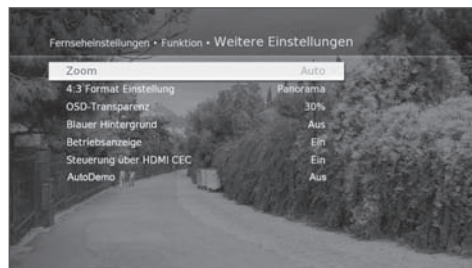 Fernseheinstellungen • Funktion • Weitere Einstellungen
Zoom Auto
4:3 Format Einstellung Panorama
OSD-Transparenz 30%
Blauer Hintergrund Aus
Betriebsanzeige Ein
Steuerung über HDMI CEC Ein
AutoDemo Aus